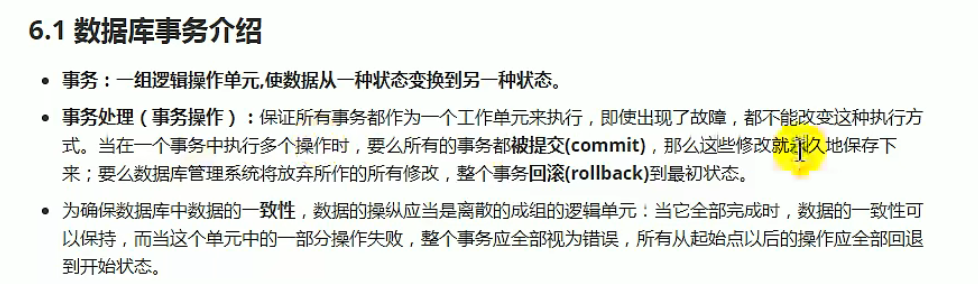 6.1 数据库事务介绍
• 事务：一组逻辑操作单元,使数据从一种状态变换到另一种状态。
• 事务处理（事务操作）：保证所有事务都作为一个工作单元来执行，即使出现了故障，都不能改变这种执行方
式。当在一个事务中执行多个操作时，要么所有的事务都被提交(commit)，那么这些修改就永久地保存下
来；要么数据库管理系统将放弃所作的所有修改，整个事务回滚(rollback)到最初状态。
• 为确保数据库中数据的一致性，数据的操纵应当是离散的成组的逻辑单元：当它全部完成时，数据的一致性可
以保持，而当这个单元中的一部分操作失败，整个事务应全部视为错误，所有从起始点以后的操作应全部回退
到开始状态。